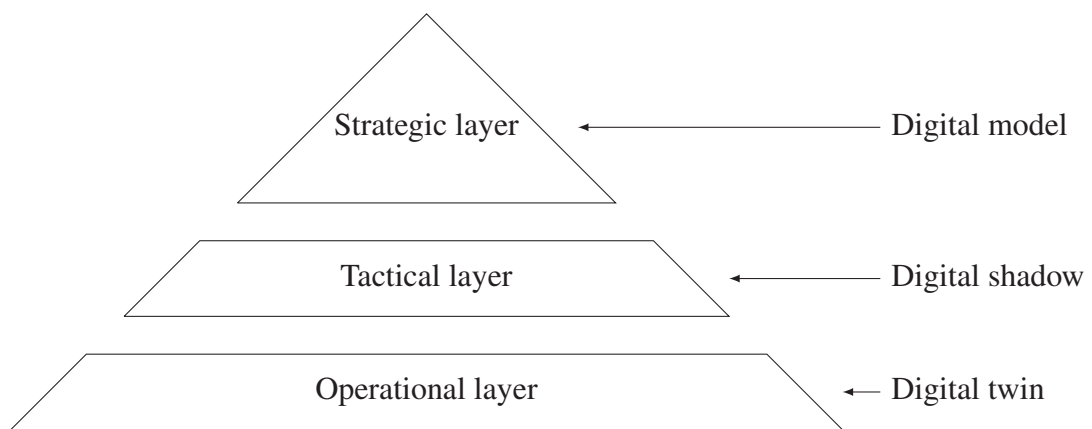 Strategic layer
Digital model
Tactical layer
Digital shadow
Operational layer
Digital twin